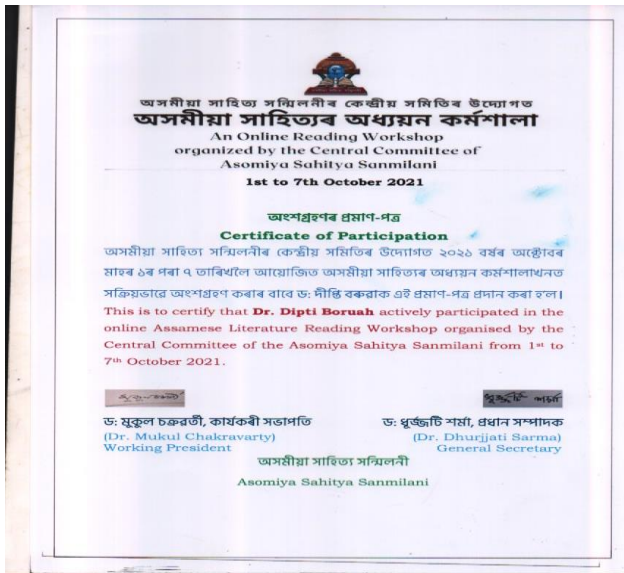 অসমীয়া সাহিত্য সন্মিলনীৰ কেন্দ্ৰীয় সমিতিৰ উদ্যোগত
অসমীয়া সাহিত্যৰ অধ্যয়ন কৰ্মশালা
An Online Reading Workshop
organized by the Central Committee of
Asomiya Sahitya Sanmilani
1st to 7th October 2021
অংশগ্ৰহণৰ প্ৰমাণ-পত্ৰ
Certificate of Participation
অসমীয়া সাহিত্য সন্মিলনীৰ কেন্দ্ৰীয় সমিতিৰ উদ্যোগত ২০২১ বৰ্ষৰ অক্টোবৰ
মাহৰ ১ৰ পৰা ৭ তাৰিখলৈ আয়োজিত অসমীয়া সাহিত্যৰ অধ্যয়ন কৰ্মশালাখনত
সক্ৰিয়ভাৱে অংশগ্ৰহণ কৰাৰ বাবে ড: দীপ্তি বৰুৱাক এই প্ৰমাণ-পত্ৰ প্ৰদান কৰা হ'ল।
This is to certify that Dr. Dipti Boruah actively participated in the
online Assamese Literature Reading Workshop organised by the
Central Committee of the Asomiya Sahitya Sanmilani from 1st to
7th October 2021.
ধূৰ্জ্জটি শৰ্মা
ড: মুকুল চক্ৰৱৰ্তী, কাৰ্যকৰী সভাপতি
(Dr. Mukul Chakravarty)
Working President
ড: ধূৰ্জ্জটি শৰ্মা, প্ৰধান সম্পাদক
(Dr. Dhurjjati Sarma)
General Secretary
অসমীয়া সাহিত্য সন্মিলনী
Asomiya Sahitya Sanmilani